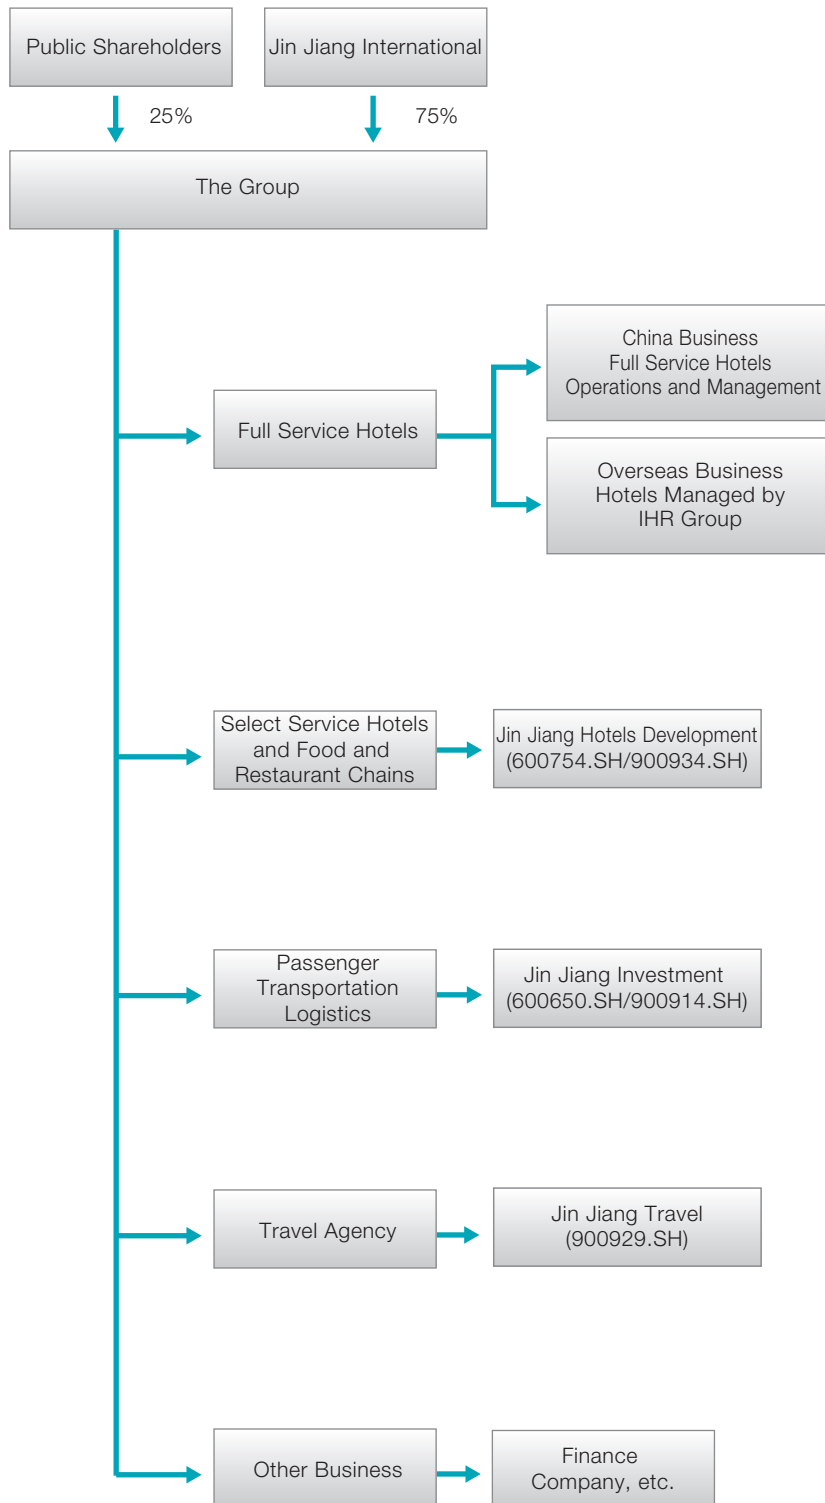 Public Shareholders
Jin Jiang International
25%
75%
The Group
China Business
Full Service Hotels
Operations and Management
Full Service Hotels
Overseas Business
Hotels Managed by
IHR Group
Select Service Hotels
and Food and
Restaurant Chains
Jin Jiang Hotels Development
(600754.SH/900934.SH)
Passenger
Transportation
Logistics
Jin Jiang Investment
(600650.SH/900914.SH)
Travel Agency
Jin Jiang Travel
(900929.SH)
Other Business
Finance
Company, etc.